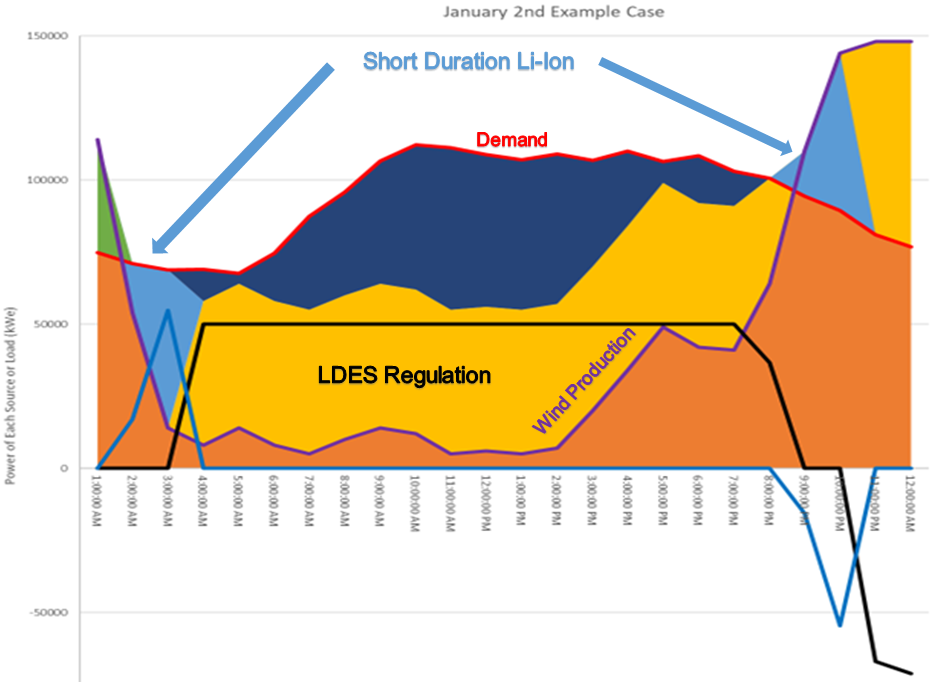 January 2nd Example Case
150000
Short Duration Li-Ion
Demand
100000
50000
LDES Regulation
Wind Production
0
-50000
Power of Each Source or Load (kWe)
1:00:00 AM
2:00:00 AM
3:00:00 AM
4:00:00 AM
5:00:00 AM
6:00:00 AM
7:00:00 AM
8:00:00 AM
9:00:00 AM
10:00:00 AM
11:00:00 AM
12:00:00 PM
1:00:00 PM
2:00:00 PM
3:00:00 PM
4:00:00 PM
5:00:00 PM
6:00:00 PM
7:00:00 PM
8:00:00 PM
9:00:00 PM
10:00:00 PM
11:00:00 PM
12:00:00 AM